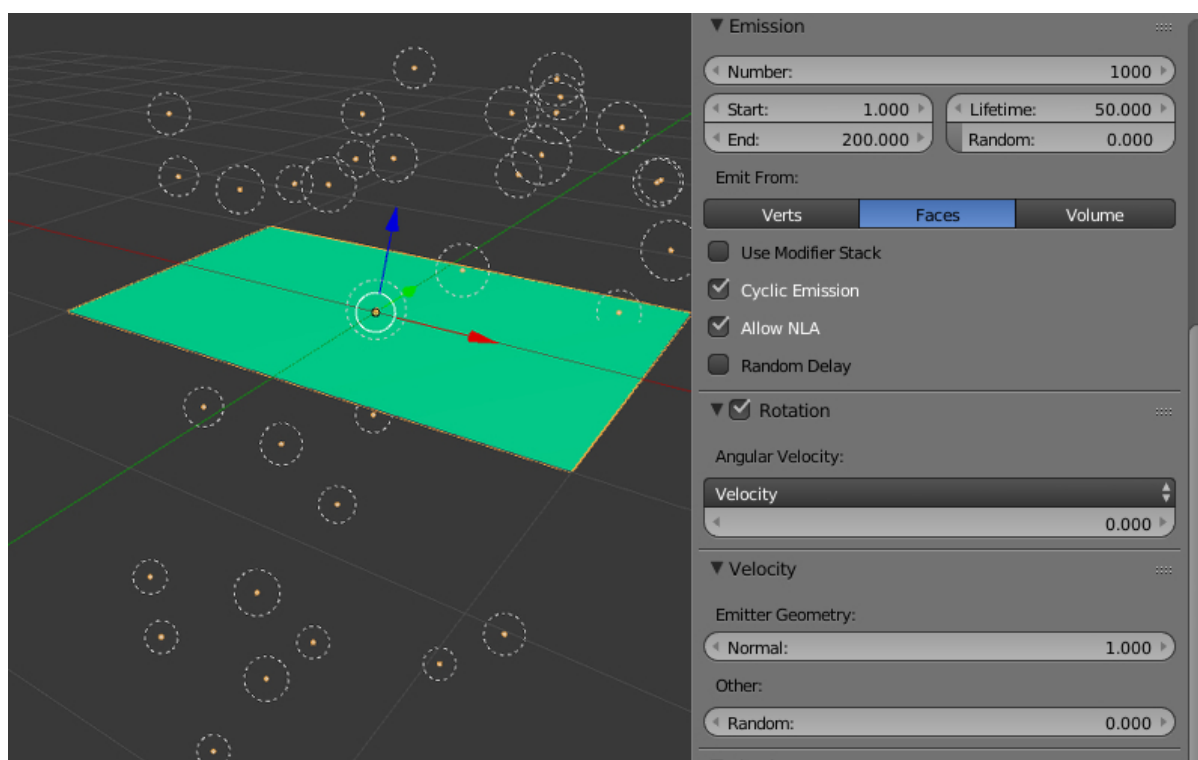 Emission
Number: 1000
Start: 1.000 Lifetime: 50.000
End: 200.000 Random: 0.000
Emit From:
Verts Faces Volume
Use Modifier Stack
Cyclic Emission
Allow NLA
Random Delay
Rotation
Angular Velocity:
Velocity
0.000
Velocity
Emitter Geometry:
Normal: 1.000
Other:
Random: 0.000